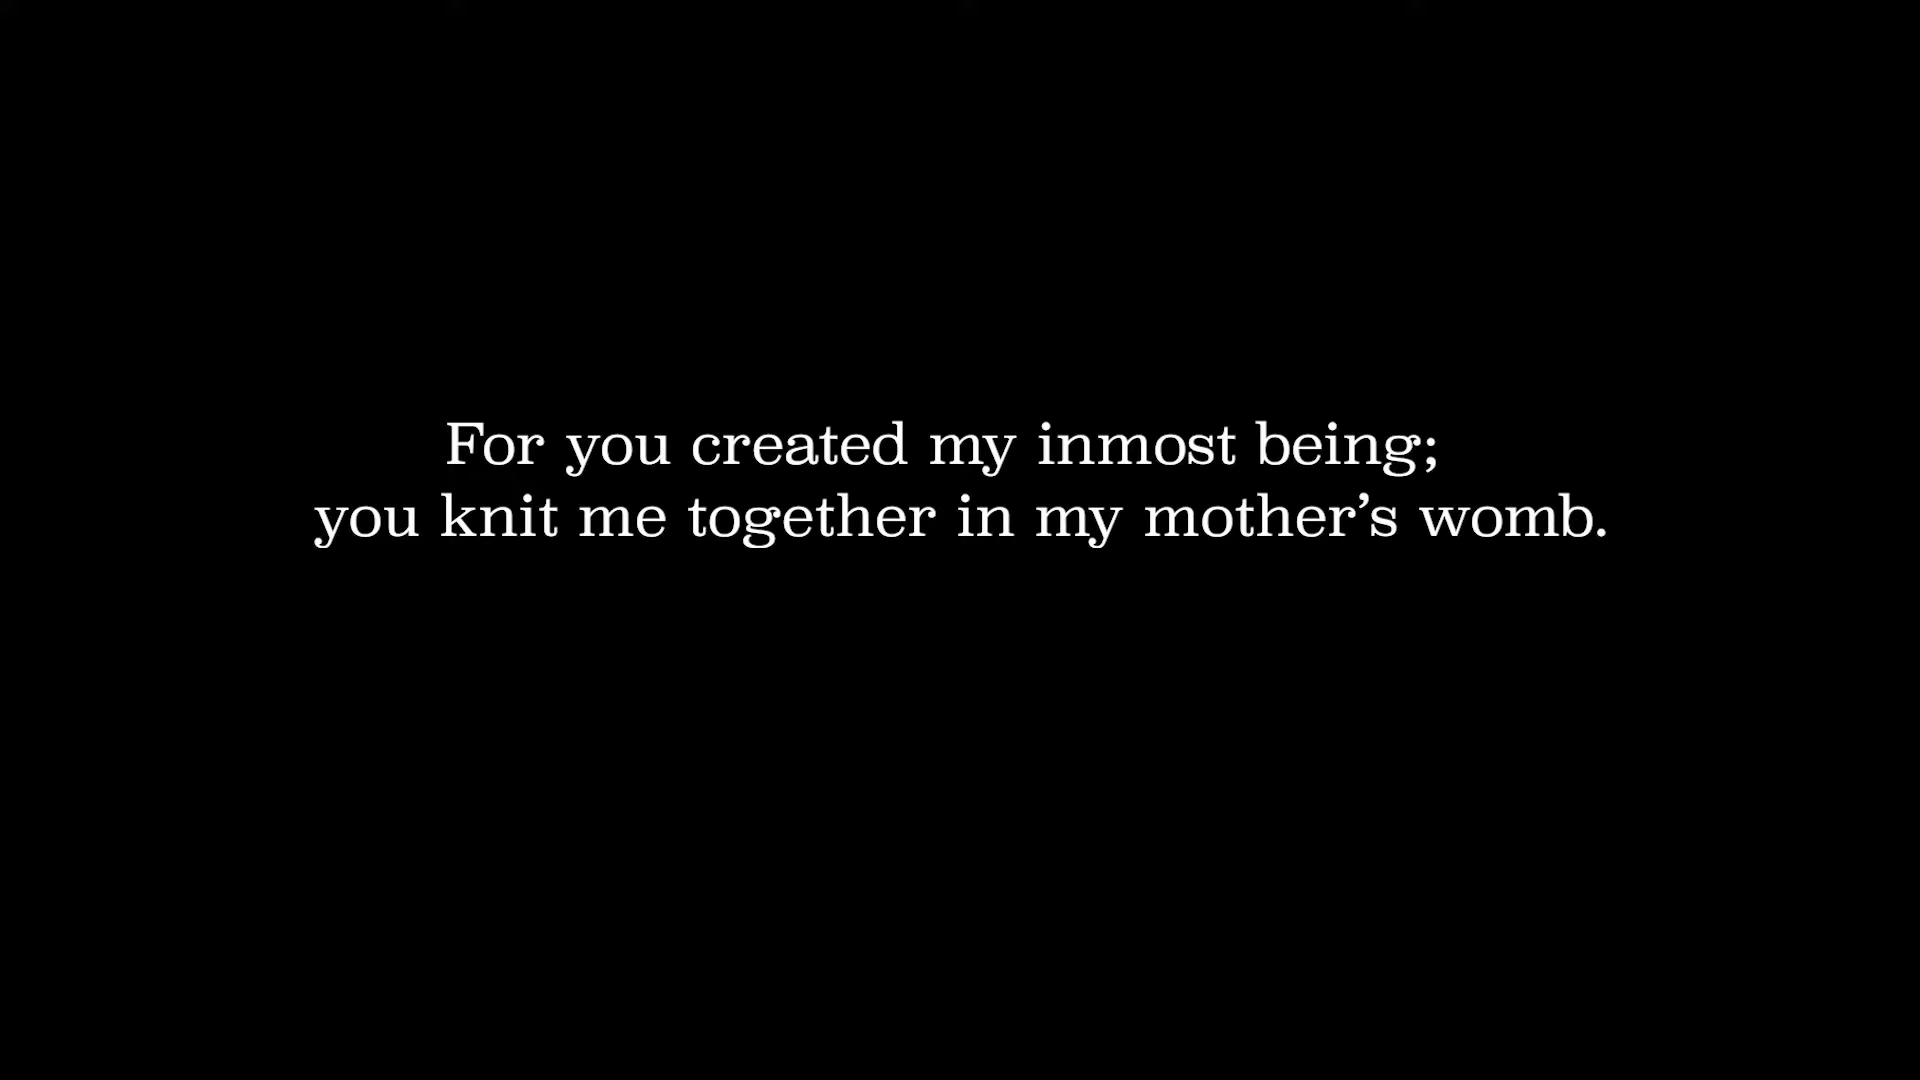 For you created my inmost being;
you knit me together in my mother’s womb.